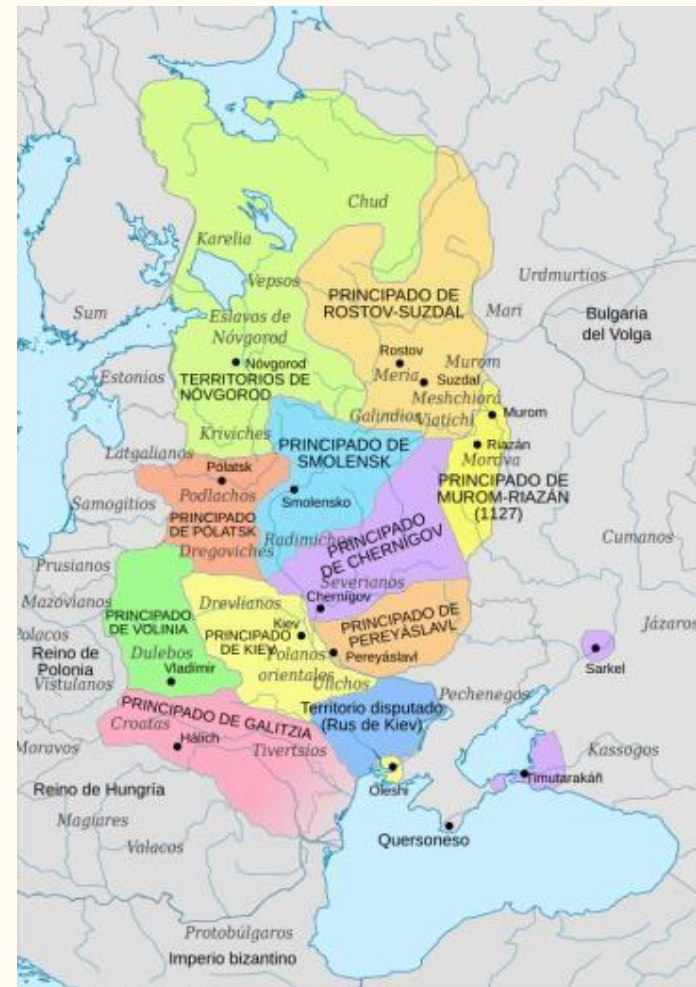 Chud
Karelia
Vepsos
Urdmurtios
PRINCIPADO DE
ROSTOV-SUZDAL
Mari
Bulgaria
del Volga
Sum
Eslavos de
Nóvgorod
Rostov
Murom
Nóvgorod
Meria
Suzdal
Estonios
TERRITORIOS DE
NÓVGOROD
Meshchiora
Galindios
Viatichi
Murom
Kriviches
PRINCIPADO DE
SMOLENSK
Riazán
Latgalianos
Mordva
Pólatsk
PRINCIPADO DE
MUROM-RIAZÁN
(1127)
Podlachos
Smolensko
Samogitios
PRINCIPADO
DE PÓLATSK
Radimichos
PRINCIPADO
DE CHERNÍGOV
Cumanos
Dregoviches
Prusianos
Severianos
Mazovianos
Drevlianos
Chernígov
PRINCIPADO
DE VOLINIA
PRINCIPADO DE
PEREYÁSLAVL
Jázaros
Polacos
Kiev
PRINCIPADO
DE KIEV
Reino de
Polonia
Dulebos
Polanos
orientales
Pereyáslavl
Sarkel
Vladímir
Vistulanos
Ulichos
Pechenegos
PRINCIPADO DE GALITZIA
Territorio disputado
(Rus de Kiev)
Croatas
Hálich
Moravos
Tivertsios
Kassogos
Oleshi
Tmutarakáñ
Reino de Hungría
Magiares
Quersoneso
Valacos
Protobúlgaros
Imperio bizantino